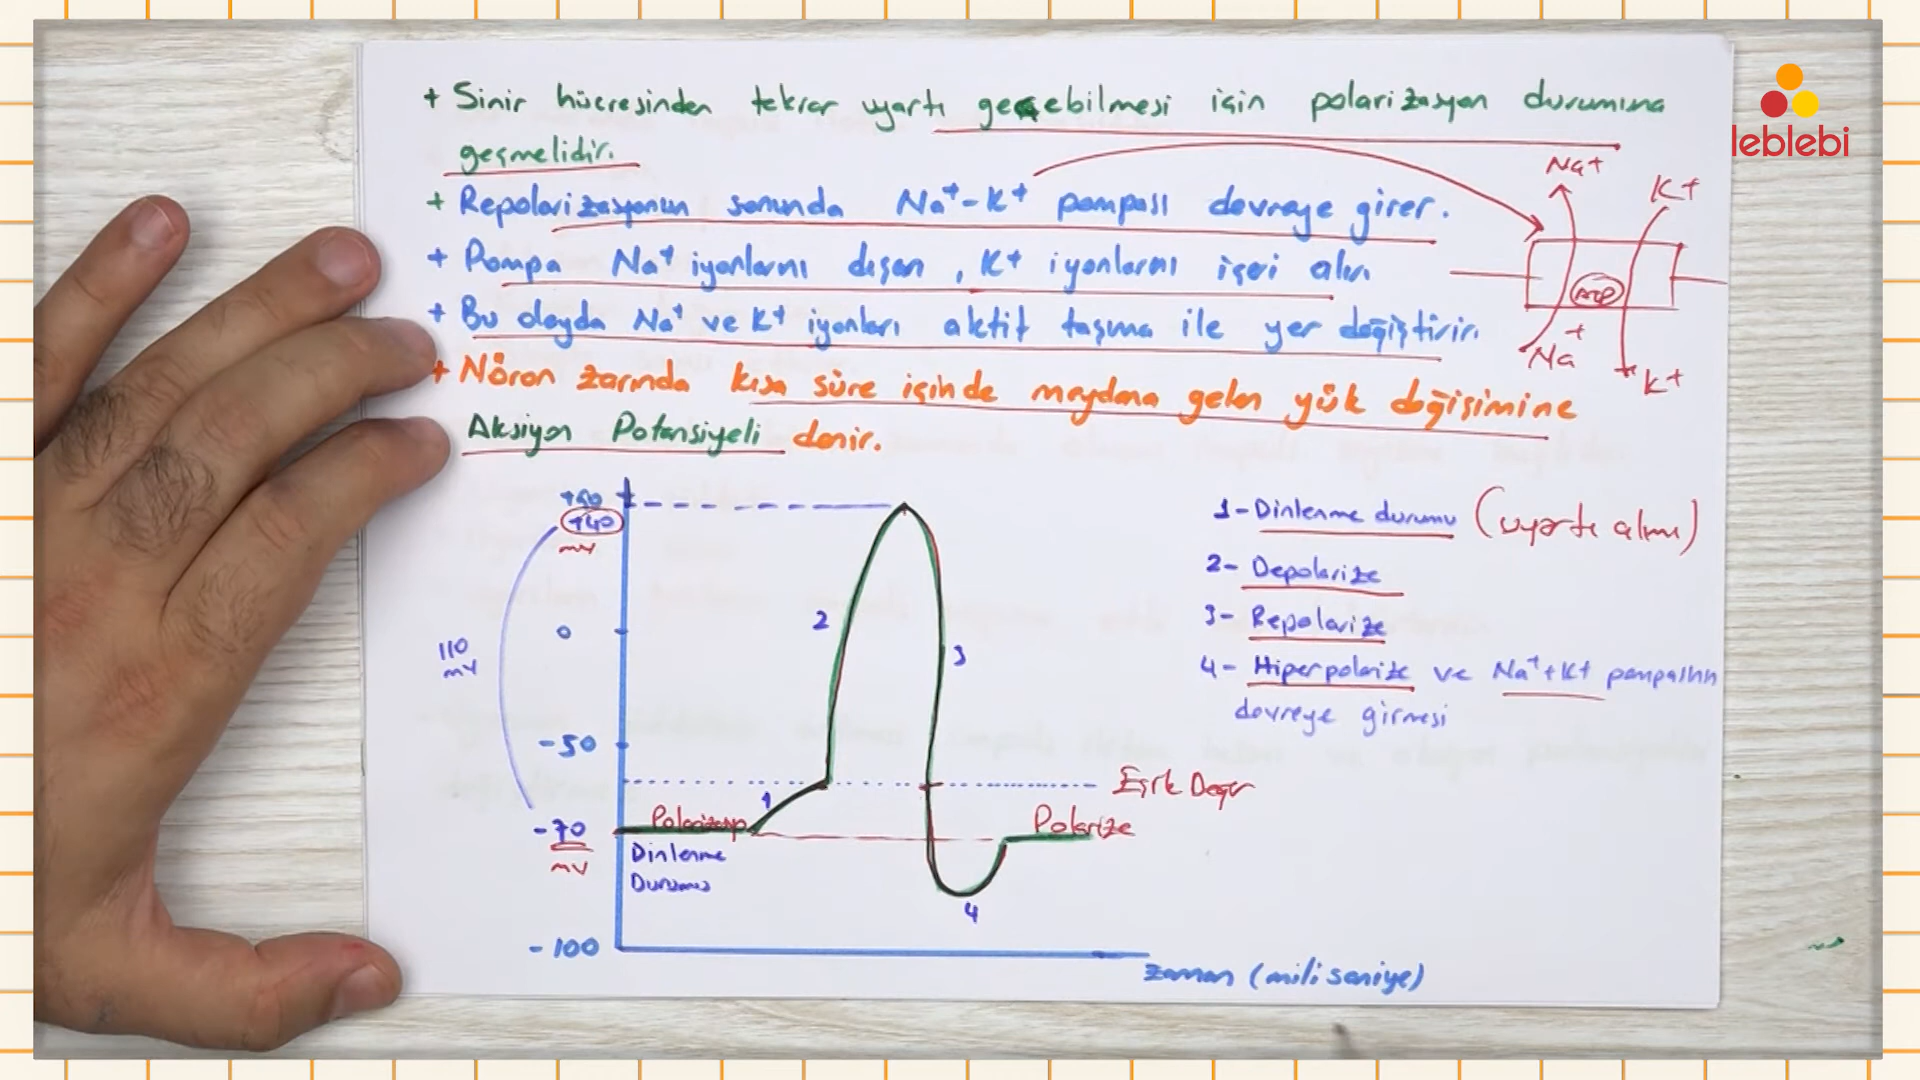 + Sinir hücresinden tekrar uyartı geçebilmesi için polarizasyon durumuna
geçmelidir.
+ Repolarizasyonun sonunda Na+-K+ pompası devreye girer.
+ Pompa Na+ iyonlarını dışarı, K+ iyonlarını içeri alır.
+ Bu olayda Na+ ve K+ iyonları aktif taşıma ile yer değiştirir.
+ Nöron zarında kısa süre içinde meydana gelen yük değişimine
Aksiyon Potansiyeli denir.
leblebi
Na+
K+
ATP
Na+
K+
+40
mV
0
110
mV
-50
-70
mV
-100
1
2
3
4
Dinlenme
Durumu
Eşik Değer
Polarize
zaman (mili saniye)
1- Dinlenme durumu (uyartı alımı)
2- Depolarize
3- Repolarize
4- Hiperpolarize ve Na++K+ pompasının
devreye girmesi